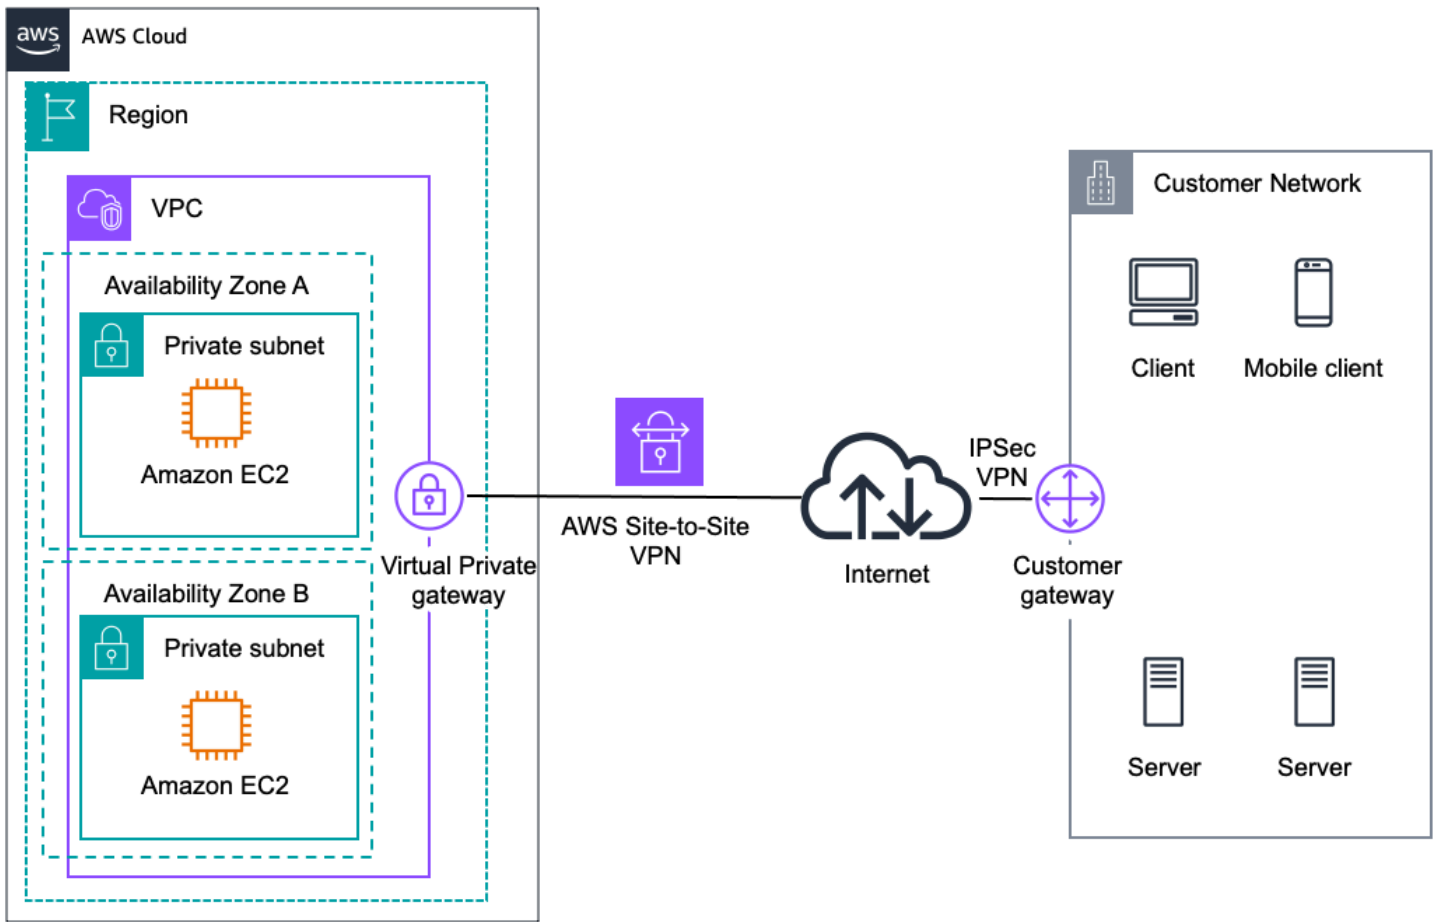 aws
AWS Cloud
Region
VPC
Availability Zone A
Private subnet
Amazon EC2
Availability Zone B
Private subnet
Amazon EC2
Virtual Private
gateway
AWS Site-to-Site
VPN
Internet
IPSec
VPN
Customer
gateway
Customer Network
Client
Mobile client
Server
Server